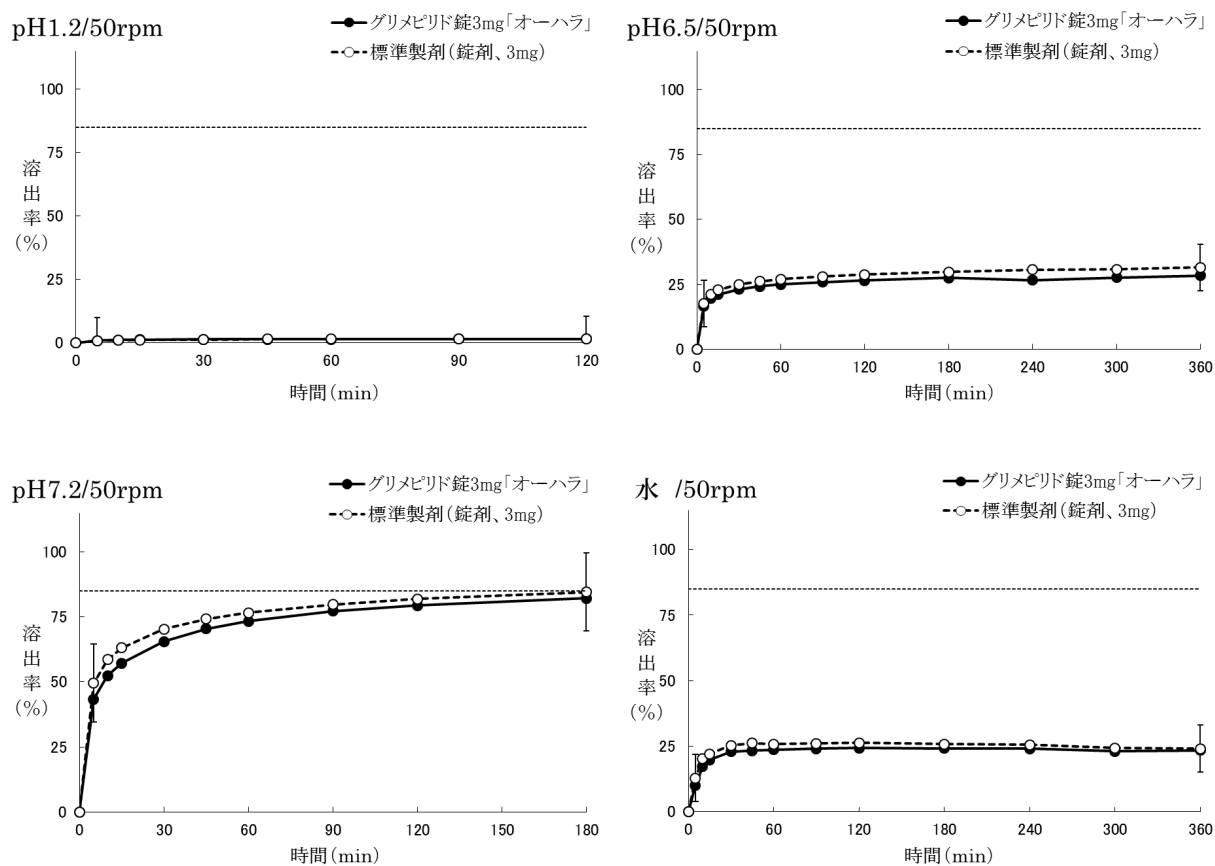 pH1.2/50rpm
グリメピリド錠3mg「オーハラ」
標準製剤(錠剤、3mg)
100
75
50
25
0
溶出率(%)
0 30 60 90 120
時間(min)
pH6.5/50rpm
グリメピリド錠3mg「オーハラ」
標準製剤(錠剤、3mg)
100
75
50
25
0
溶出率(%)
0 60 120 180 240 300 360
時間(min)
pH7.2/50rpm
グリメピリド錠3mg「オーハラ」
標準製剤(錠剤、3mg)
100
75
50
25
0
溶出率(%)
0 30 60 90 120 150 180
時間(min)
水 /50rpm
グリメピリド錠3mg「オーハラ」
標準製剤(錠剤、3mg)
100
75
50
25
0
溶出率(%)
0 60 120 180 240 300 360
時間(min)